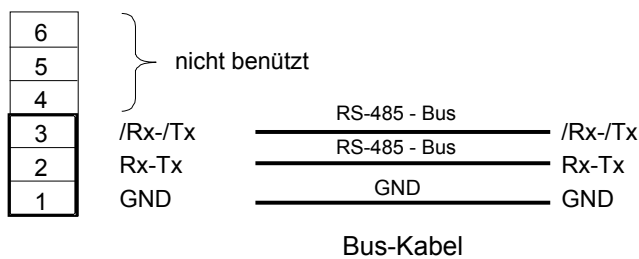 6
5 nicht benützt
4
RS-485 - Bus
3 /Rx-/Tx /Rx-/Tx
RS-485 - Bus
2 Rx-Tx Rx-Tx
GND
1 GND GND
Bus-Kabel